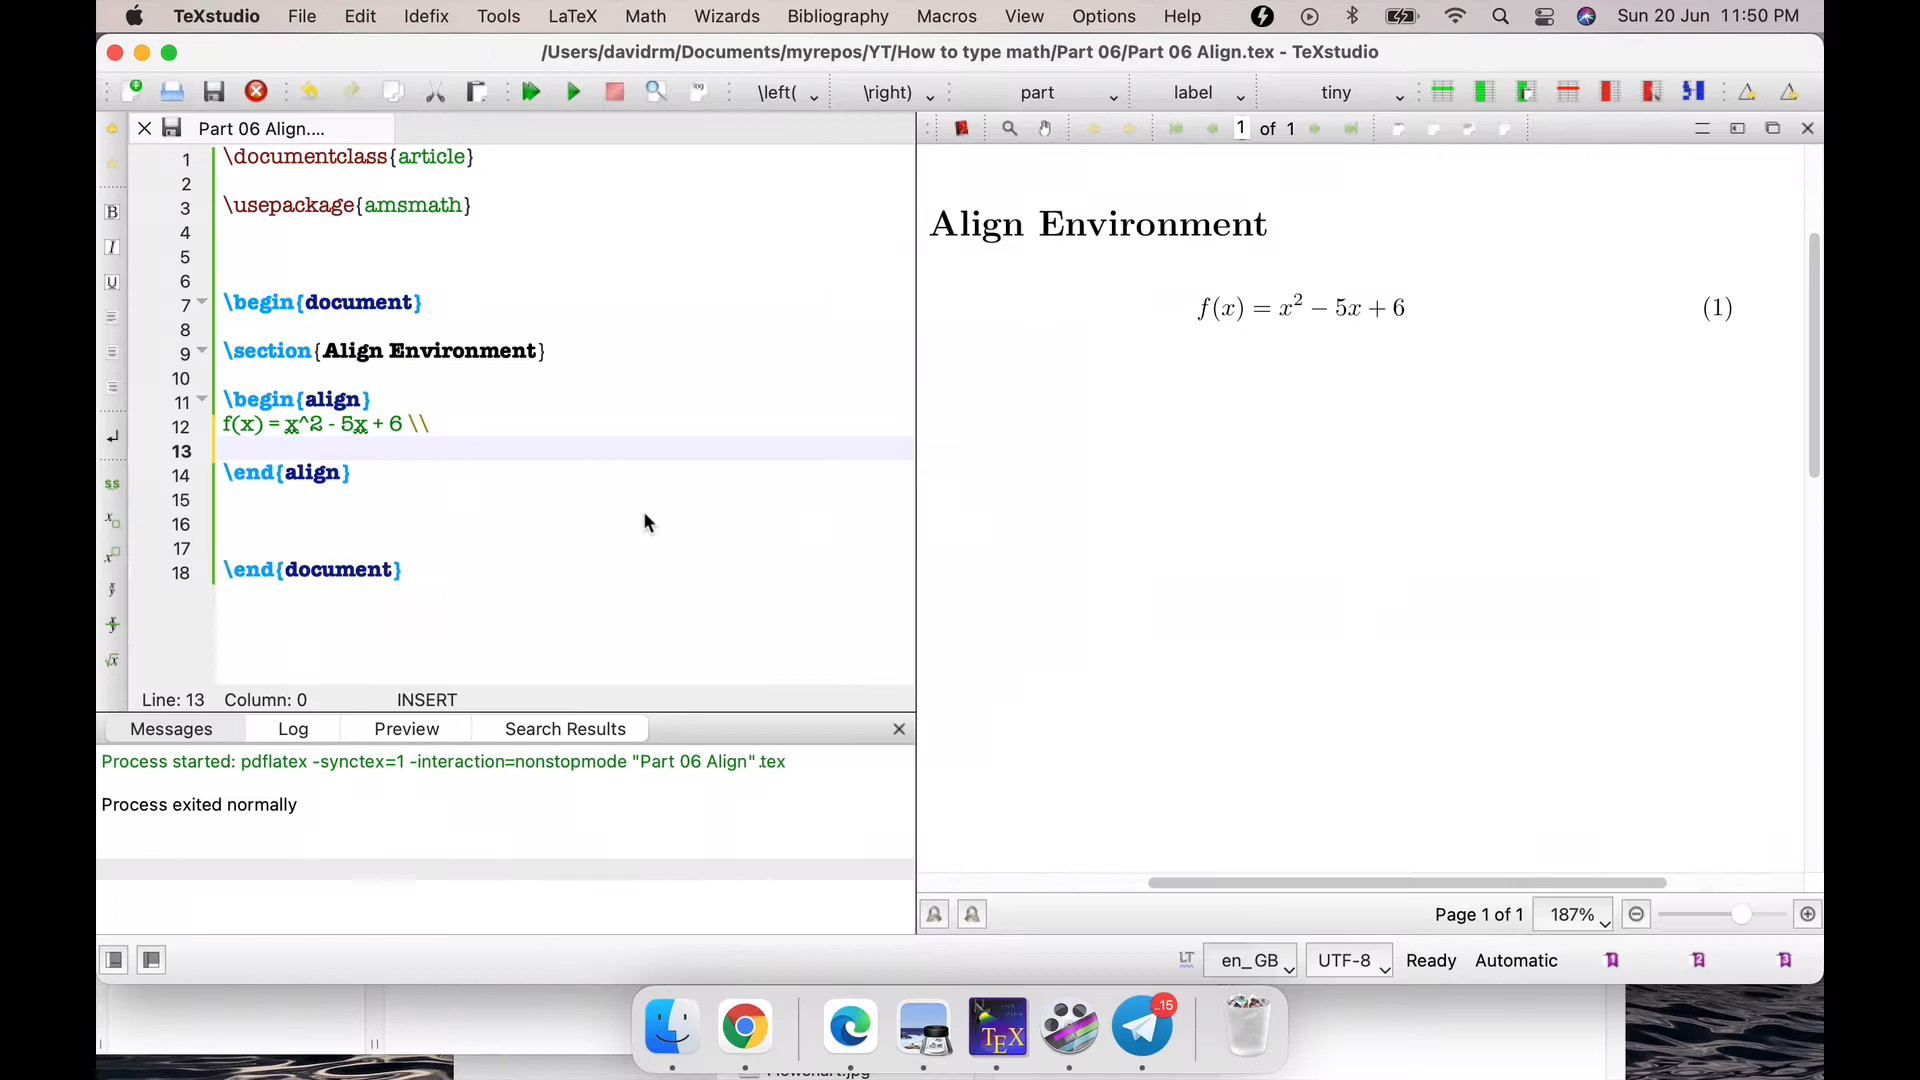 TeXstudio File Edit Idefix Tools LaTeX Math Wizards Bibliography Macros View Options Help Sun 20 Jun 11:50 PM
/Users/davidrm/Documents/myrepos/YT/How to type math/Part 06/Part 06 Align.tex - TeXstudio
\left( \right) part label tiny
Part 06 Align....
1 of 1
1 \documentclass{article}
2
3 \usepackage{amsmath}
4
5
6
7 \begin{document}
8
9 \section{Align Environment}
10
11 \begin{align}
12 f(x) = x^2 - 5x + 6 \\
13
14 \end{align}
15
16
17
18 \end{document}
Align Environment
f(x) = x² − 5x + 6 (1)
Line: 13 Column: 0 INSERT
Messages Log Preview Search Results
Process started: pdflatex -synctex=1 -interaction=nonstopmode "Part 06 Align".tex
Process exited normally
Page 1 of 1 187%
LT en_GB UTF-8 Ready Automatic 1 2 3
TEX
..15